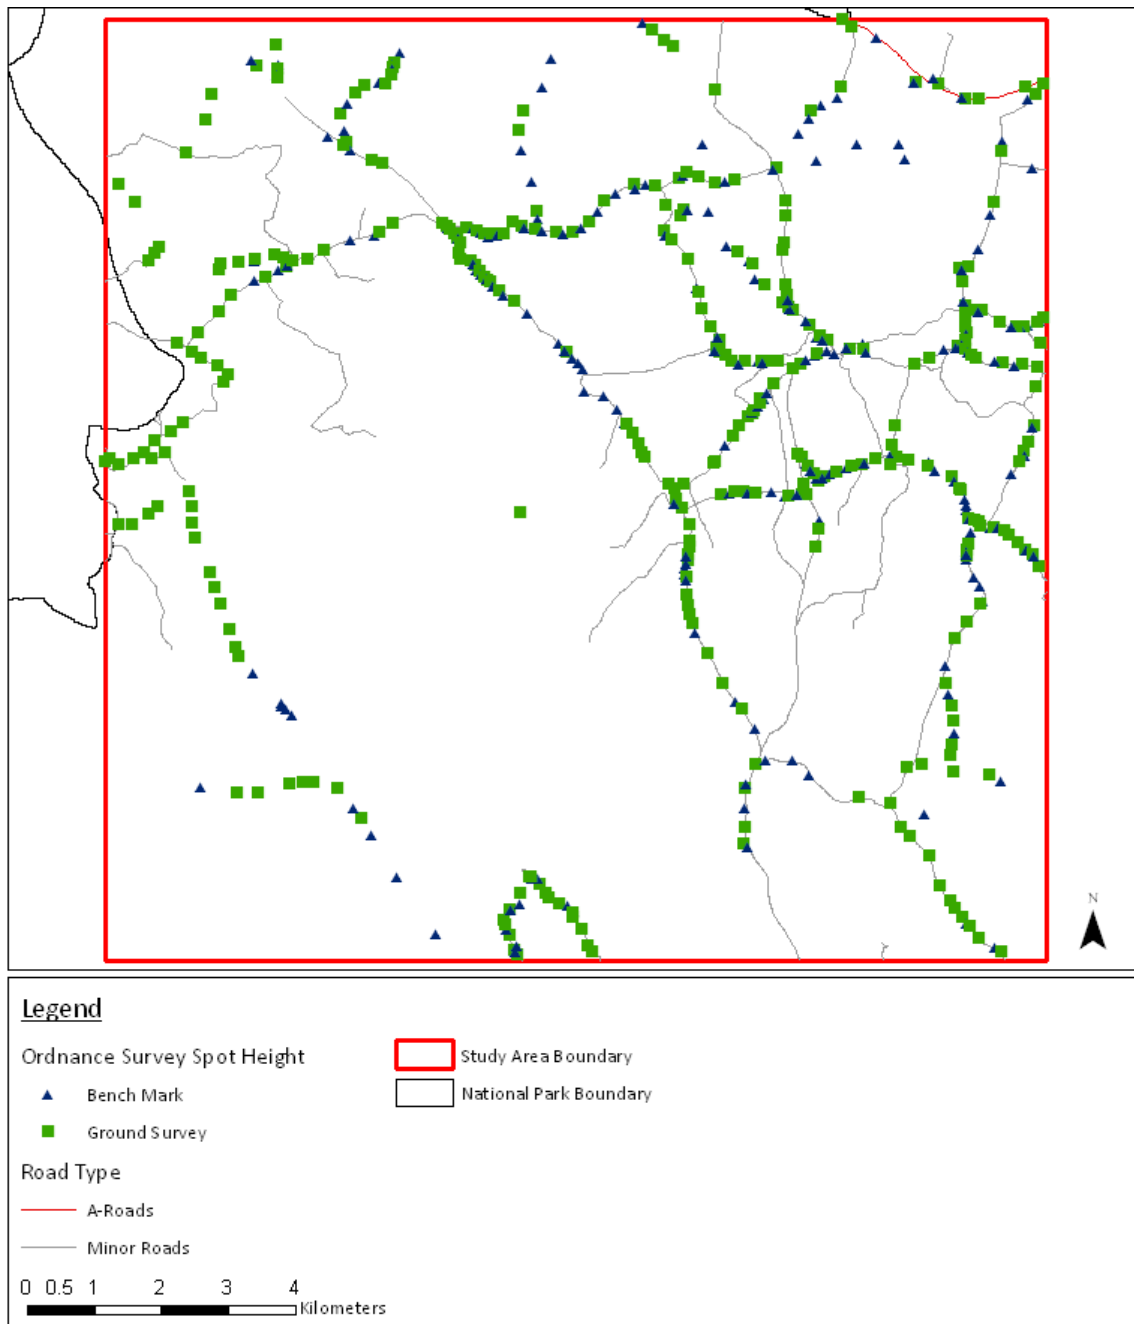 N
Legend
Ordnance Survey Spot Height
Bench Mark
Ground Survey
Road Type
A-Roads
Minor Roads
0 0.5 1 2 3 4
Kilometers
Study Area Boundary
National Park Boundary